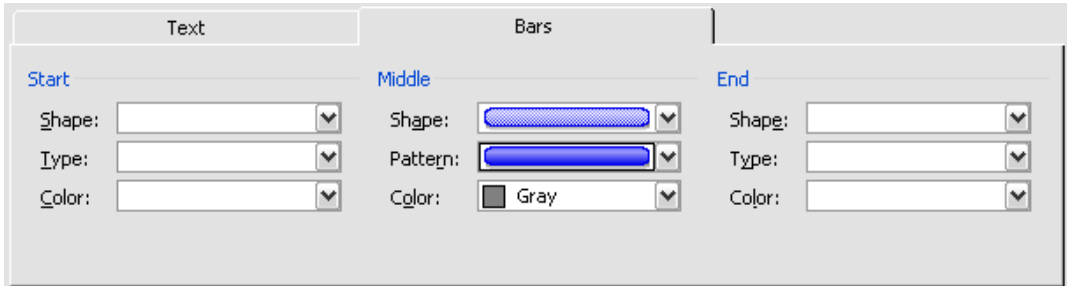 Text Bars
Start Middle End
Shape: Shape: Shape:
Type: Pattern: Type:
Color: Color: Gray Color: